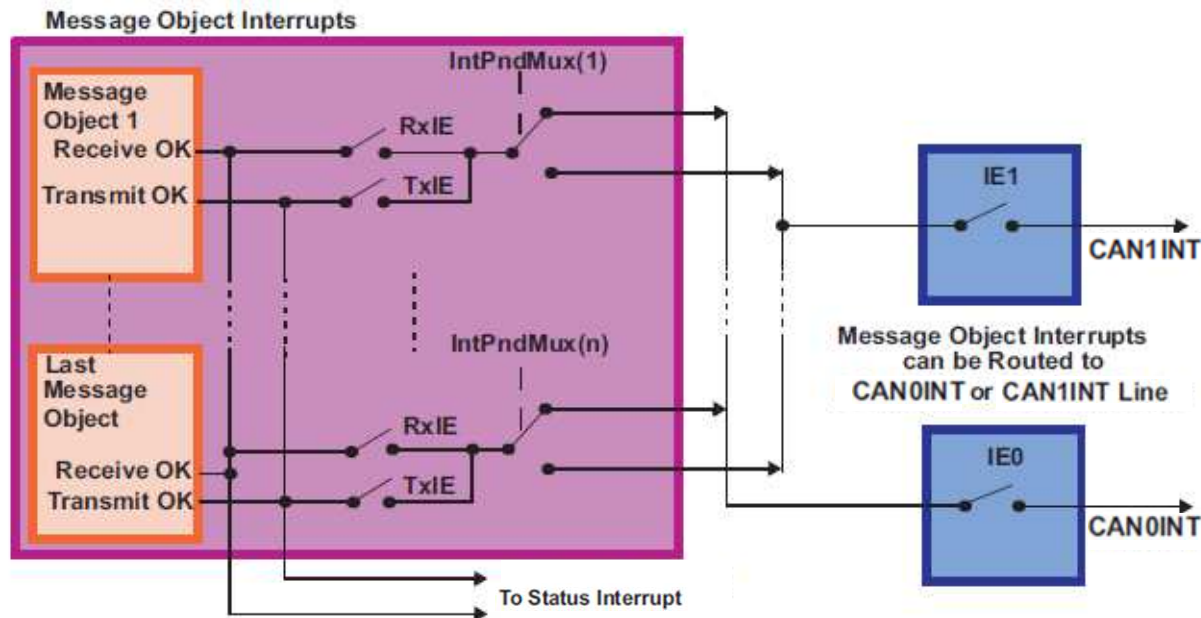 Message Object Interrupts
IntPndMux(1)
Message
Object 1
RxIE
Receive OK
Transmit OK
TxIE
IE1
CAN1INT
Message Object Interrupts
can be Routed to
CAN0INT or CAN1INT Line
IntPndMux(n)
Last
Message
Object
RxIE
Receive OK
TxIE
Transmit OK
IE0
CAN0INT
To Status Interrupt